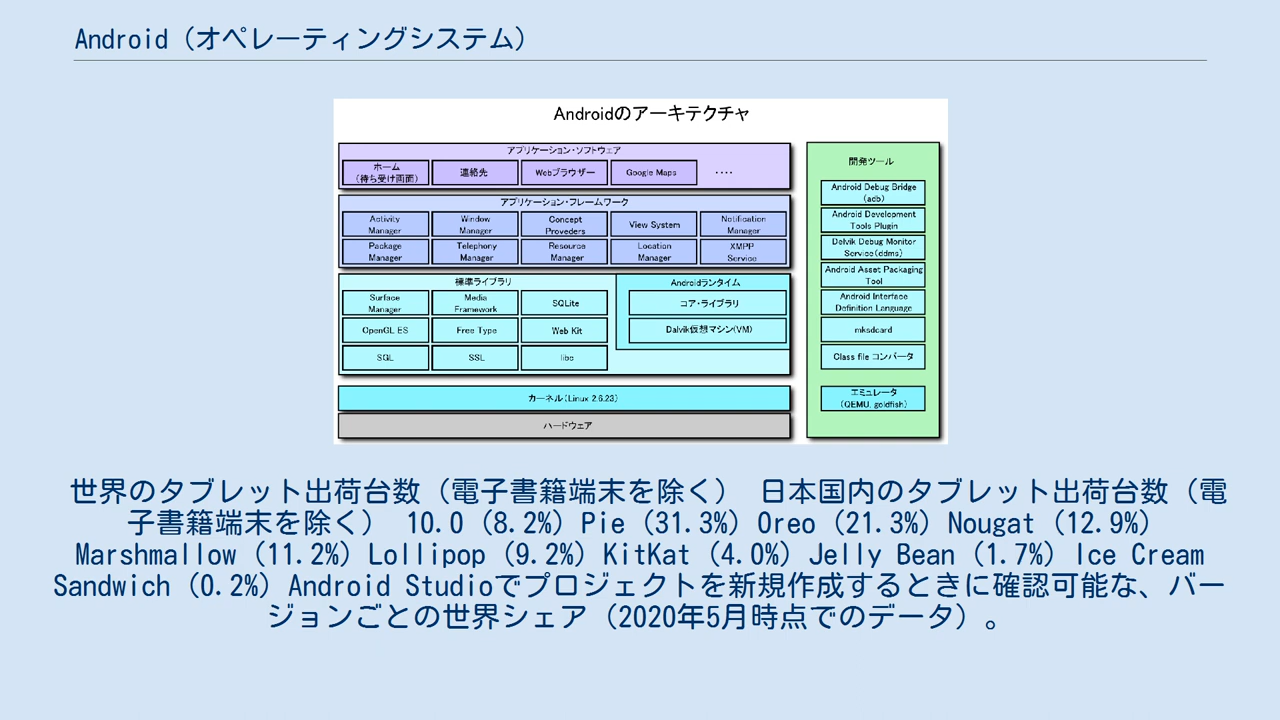 Android（オペレーティングシステム）
Androidのアーキテクチャ
アプリケーション・ソフトウェア
ホーム
（待ち受け画面）
連絡先
Webブラウザー
Google Maps
....
アプリケーション・フレームワーク
Activity
Manager
Window
Manager
Concept
Proveders
View System
Notification
Manager
Package
Manager
Telephony
Manager
Resource
Manager
Location
Manager
XMPP
Service
標準ライブラリ
Surface
Manager
Media
Framework
SQLite
OpenGL ES
Free Type
Web Kit
SGL
SSL
libc
Androidランタイム
コア・ライブラリ
Dalvik仮想マシン(VM)
カーネル(Linux 2.6.23)
ハードウェア
開発ツール
Android Debug Bridge
(adb)
Android Development
Tools Plugin
Delvik Debug Monitor
Service(ddms)
Android Asset Packaging
Tool
Android Interface
Definition Language
mksdcard
Class file コンバータ
エミュレータ
(QEMU, goldfish)
世界のタブレット出荷台数（電子書籍端末を除く） 日本国内のタブレット出荷台数（電
子書籍端末を除く） 10.0 (8.2%) Pie (31.3%) Oreo (21.3%) Nougat (12.9%)
Marshmallow (11.2%) Lollipop (9.2%) KitKat (4.0%) Jelly Bean (1.7%) Ice Cream
Sandwich (0.2%) Android Studioでプロジェクトを新規作成するときに確認可能な、バー
ジョンごとの世界シェア（2020年5月時点でのデータ）。